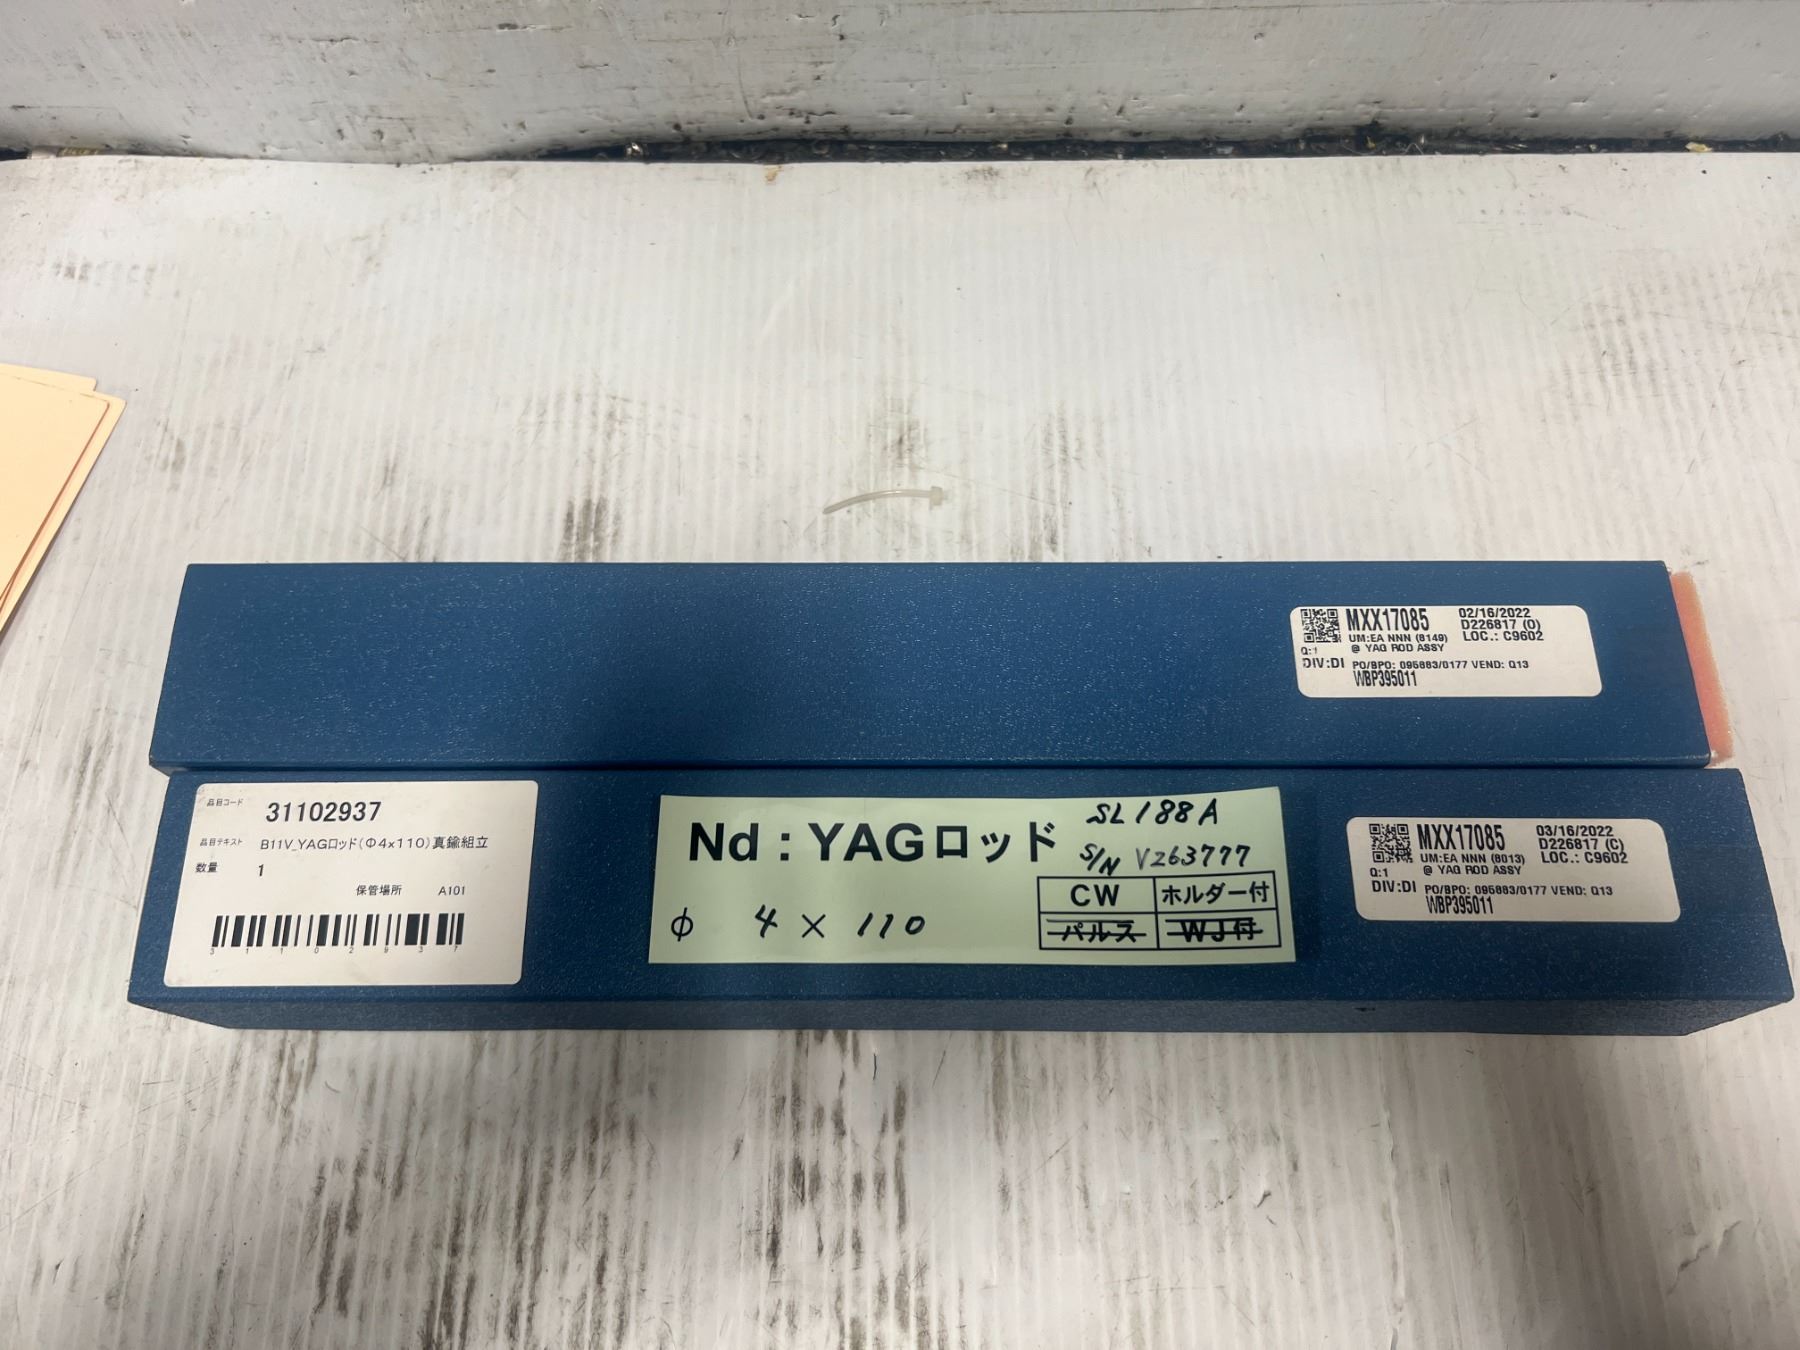 MXX17085 02/16/2022
D226817 (O)
UM:EA NNN (8149) LOC.: C9602
Q:1 @ YAG ROD ASSY
DIV:DI PO/BPO: 095883/0177 VEND: Q13
WBP395011
品目コード 31102937
品目テキスト B11V_YAGロッド(Φ4x110)真鍮組立
数量 1
保管場所 A101
31102937
Nd:YAGロッド SL188A
S/N V263777
φ 4 × 110
CW ホルダー付
パルス WJ付
MXX17085 03/16/2022
D226817 (C)
UM:EA NNN (8013) LOC.: C9602
Q:1 @ YAG ROD ASSY
DIV:DI PO/BPO: 095883/0177 VEND: Q13
WBP395011